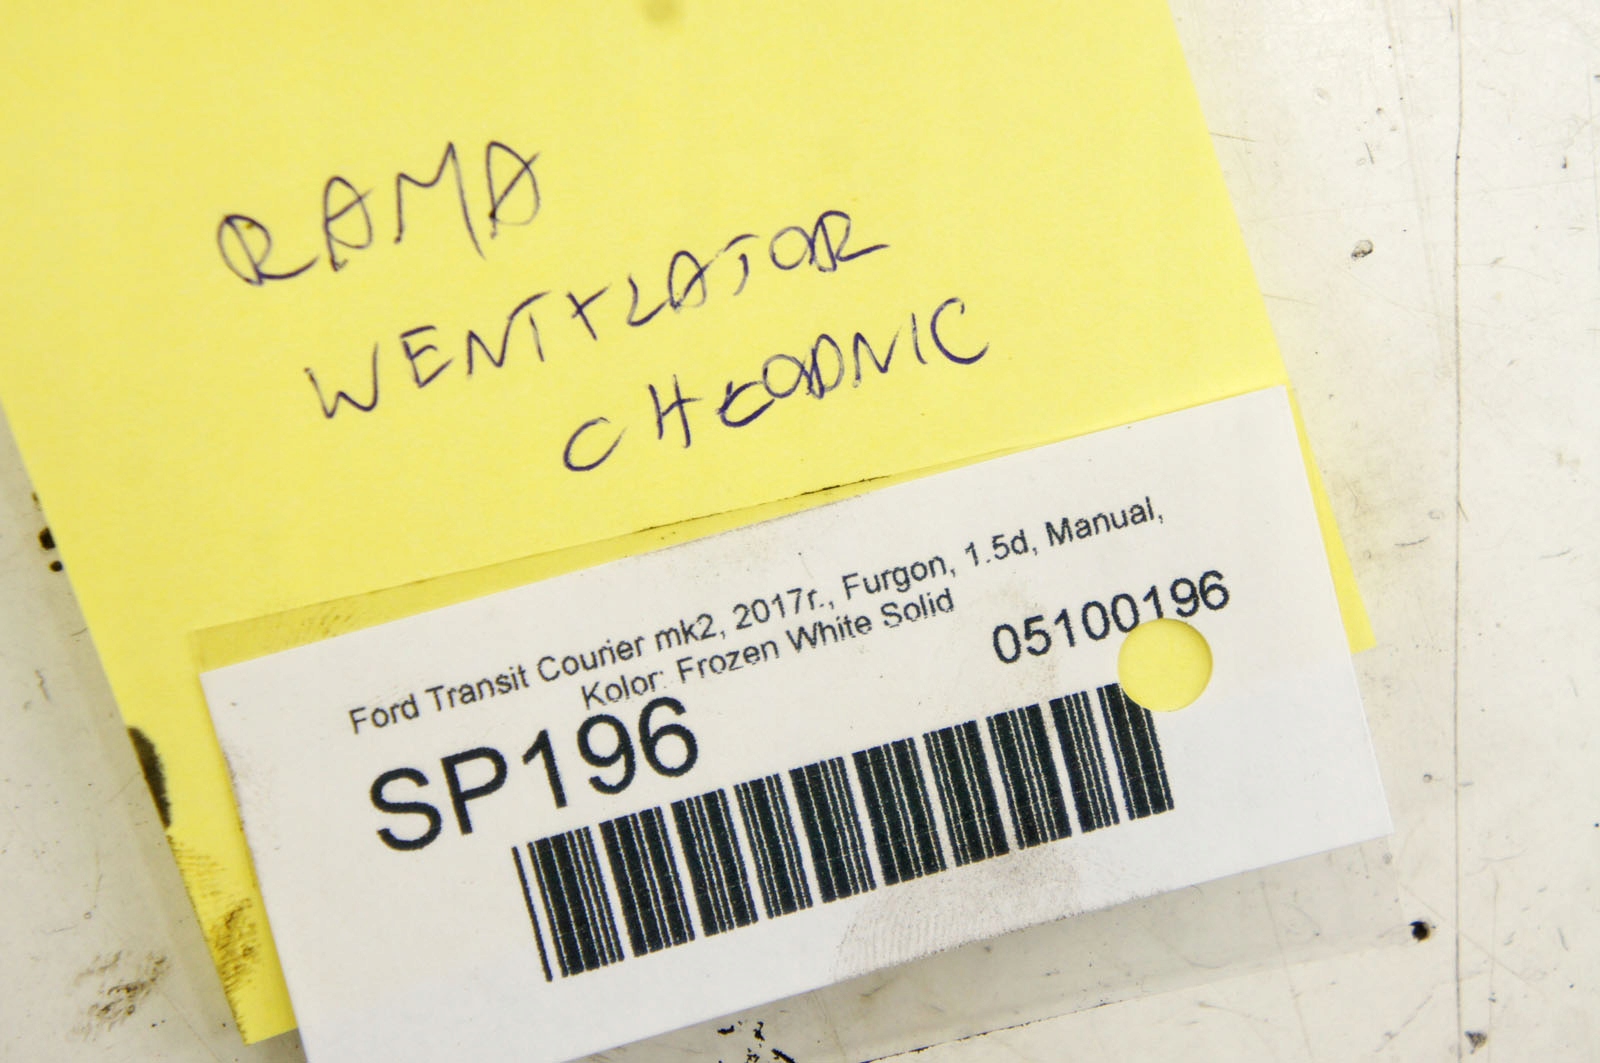 RAMA
WENTYLATOR
CHŁODNIC
Ford Transit Courier mk2, 2017r., Furgon, 1.5d, Manual,
Kolor: Frozen White Solid
05100196
SP196